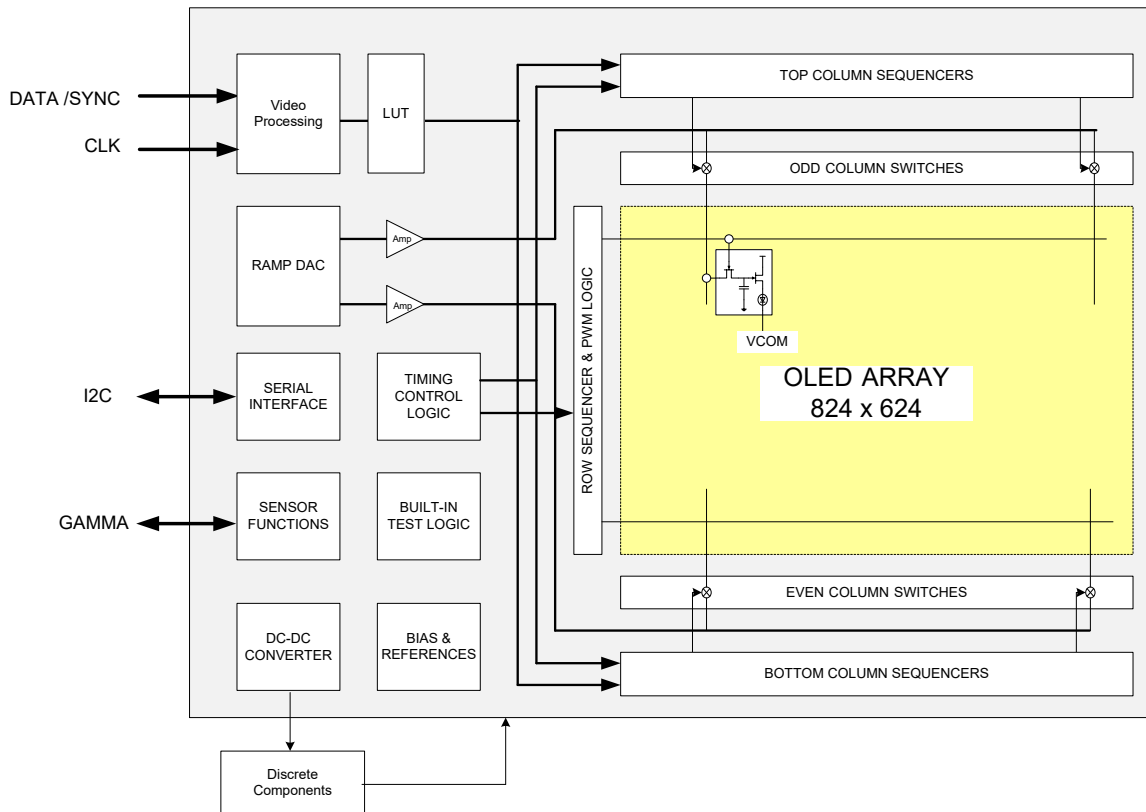 DATA /SYNC
CLK
Video
Processing
LUT
TOP COLUMN SEQUENCERS
ODD COLUMN SWITCHES
RAMP DAC
Amp
Amp
ROW SEQUENCER & PWM LOGIC
VCOM
OLED ARRAY
824 x 624
I2C
SERIAL
INTERFACE
TIMING
CONTROL
LOGIC
GAMMA
SENSOR
FUNCTIONS
BUILT-IN
TEST LOGIC
EVEN COLUMN SWITCHES
DC-DC
CONVERTER
BIAS &
REFERENCES
BOTTOM COLUMN SEQUENCERS
Discrete
Components